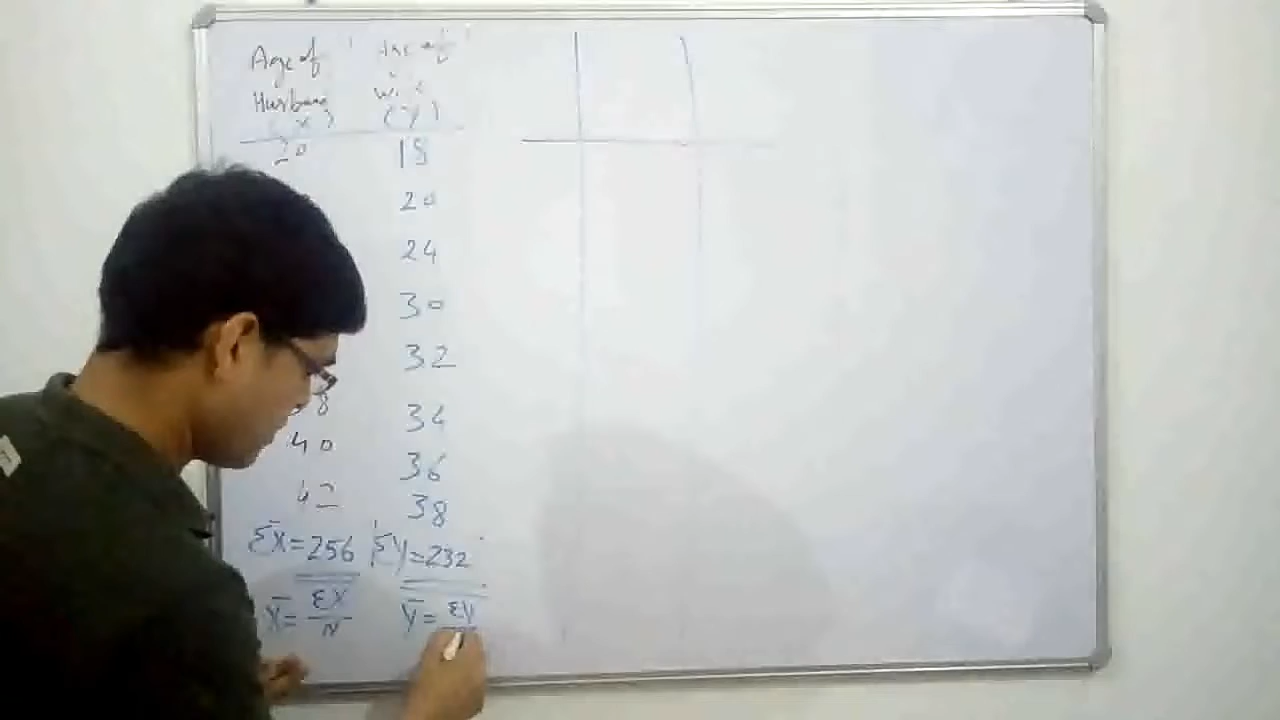 Age of Age of
Husband
(X) (Y)
20 18
20
24
30
32
38 34
40 36
42 38
ΣX=256 ΣY=232
X̄= ΣX/N Ȳ= ΣY